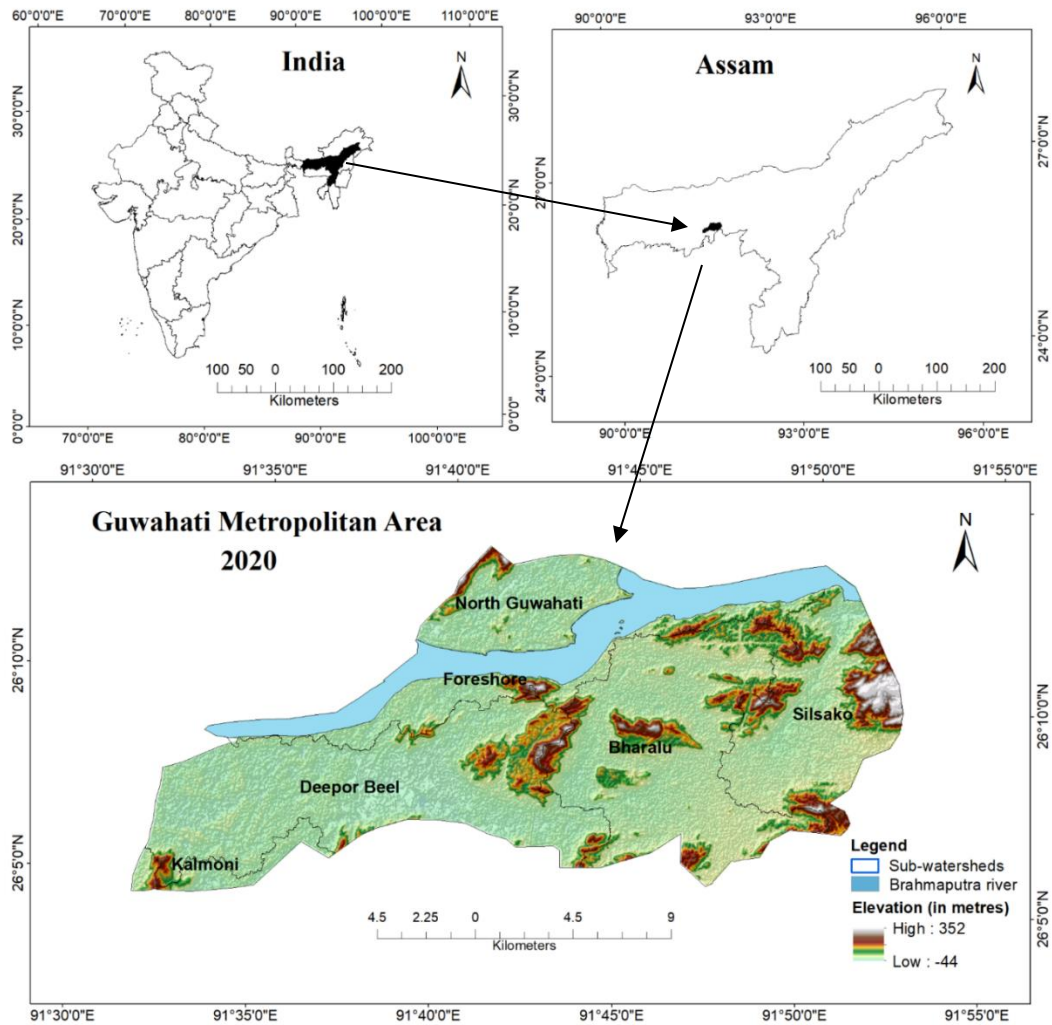 60°0'0"E 70°0'0"E 80°0'0"E 90°0'0"E 100°0'0"E 110°0'0"E
India
N
30°0'0"N
20°0'0"N
10°0'0"N
0°0'0"
30°0'0"N
20°0'0"N
10°0'0"N
0°0'0"
100 50 0 100 200
Kilometers
70°0'0"E 80°0'0"E 90°0'0"E 100°0'0"E
90°0'0"E 93°0'0"E 96°0'0"E
Assam
N
27°0'0"N
24°0'0"N
27°0'0"N
24°0'0"N
100 50 0 100 200
Kilometers
90°0'0"E 93°0'0"E 96°0'0"E
91°30'0"E 91°35'0"E 91°40'0"E 91°45'0"E 91°50'0"E 91°55'0"E
Guwahati Metropolitan Area
2020
N
North Guwahati
26°10'0"N
Foreshore
26°10'0"N
Silsako
Bharalu
Deepor Beel
Kalmoni
26°5'0"N
26°5'0"N
Legend
Sub-watersheds
Brahmaputra river
Elevation (in metres)
High : 352
Low : -44
4.5 2.25 0 4.5 9
Kilometers
91°30'0"E 91°35'0"E 91°40'0"E 91°45'0"E 91°50'0"E 91°55'0"E